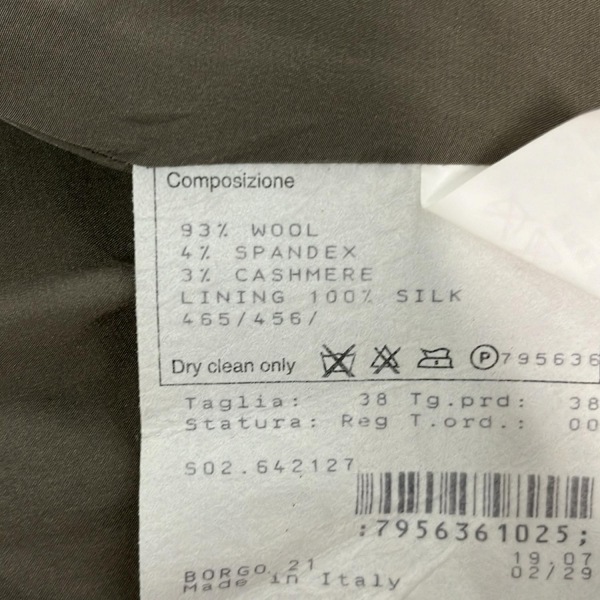 Composizione
93% WOOL
4% SPANDEX
3% CASHMERE
LINING 100% SILK
465/456/
Dry clean only P 795636
Taglia: 38 Tg.prd: 38
Statura: Reg T.ord.: 00
S02.642127
:7956361025;
19.07
BORGO 21 02/29
Made in Italy